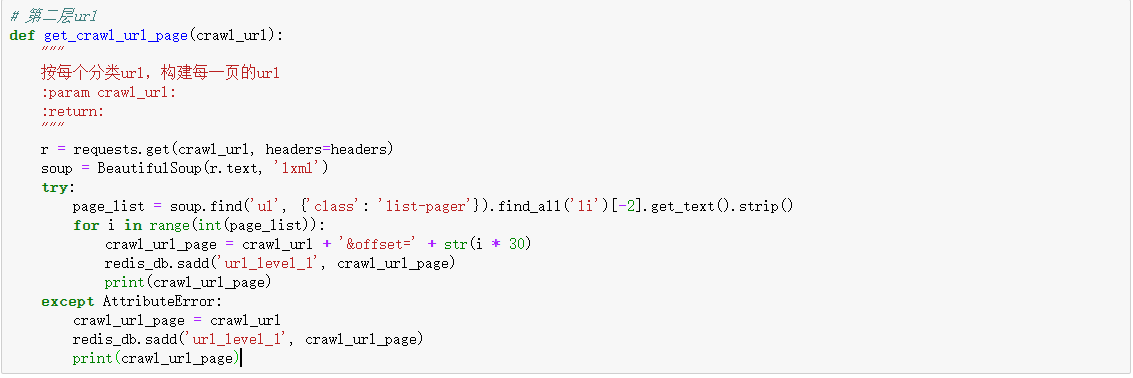 # 第二层url
def get_crawl_url_page(crawl_url):
    """
    按每个分类url，构建每一页的url
    :param crawl_url:
    :return:
    """
    r = requests.get(crawl_url, headers=headers)
    soup = BeautifulSoup(r.text, 'lxml')
    try:
        page_list = soup.find('ul', {'class': 'list-pager'}).find_all('li')[-2].get_text().strip()
        for i in range(int(page_list)):
            crawl_url_page = crawl_url + '&offset=' + str(i * 30)
            redis_db.sadd('url_level_1', crawl_url_page)
            print(crawl_url_page)
    except AttributeError:
        crawl_url_page = crawl_url
        redis_db.sadd('url_level_1', crawl_url_page)
        print(crawl_url_page)